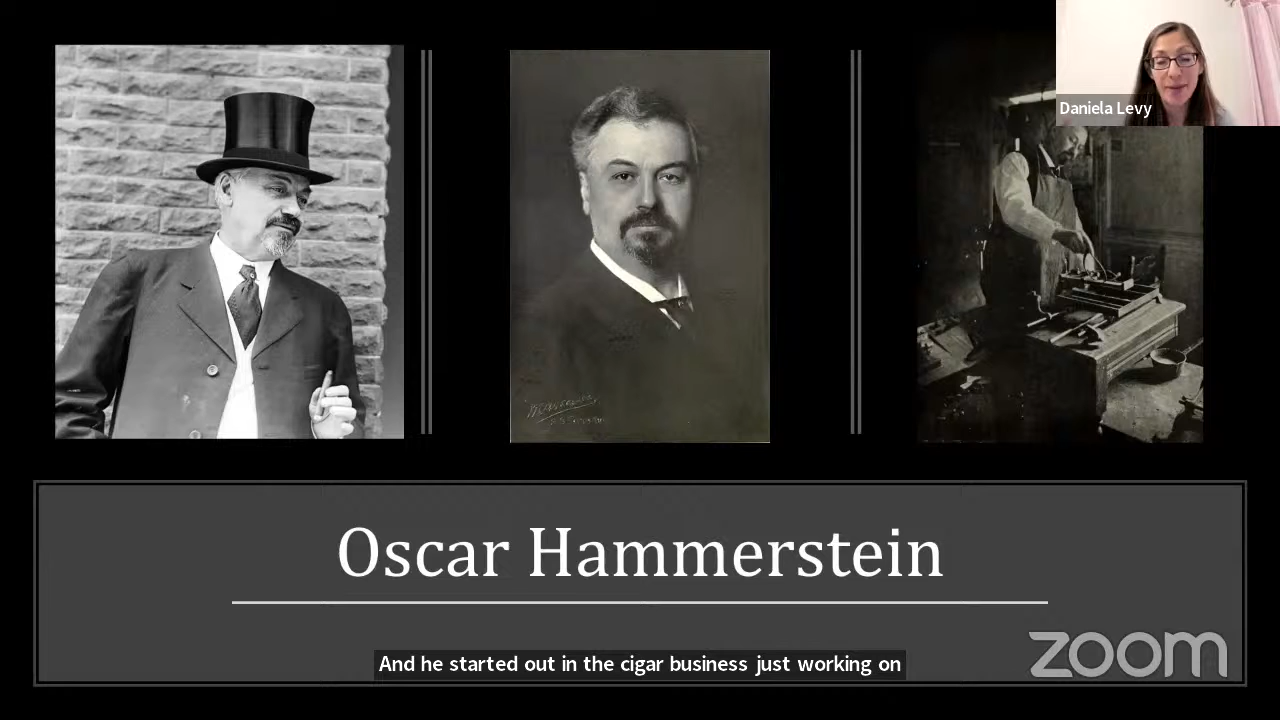 Daniela Levy
Oscar Hammerstein
And he started out in the cigar business just working on
zoom